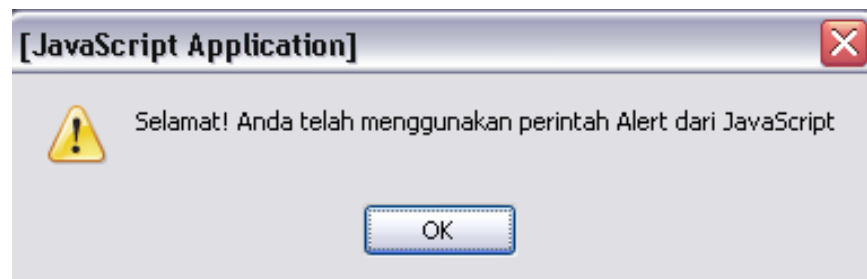 [JavaScript Application]
Selamat! Anda telah menggunakan perintah Alert dari JavaScript
OK